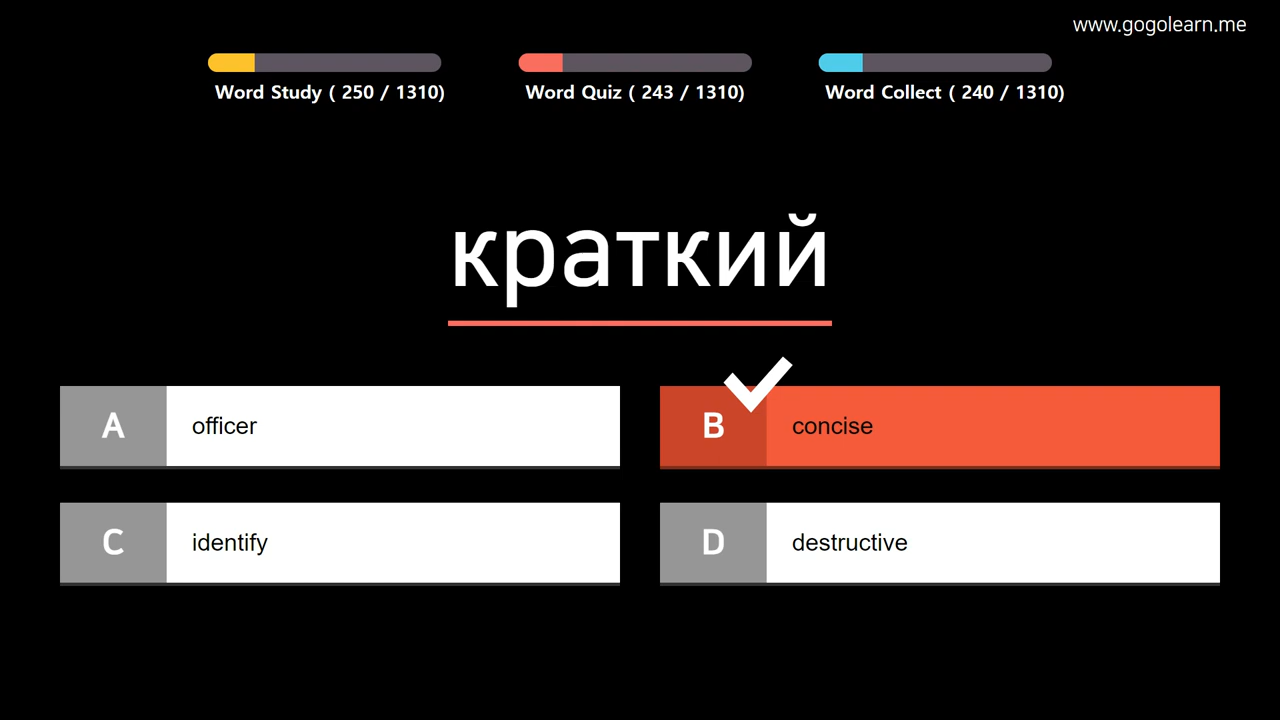 www.gogolearn.me
Word Study ( 250 / 1310)
Word Quiz ( 243 / 1310)
Word Collect ( 240 / 1310)
краткий
A officer
B concise
C identify
D destructive